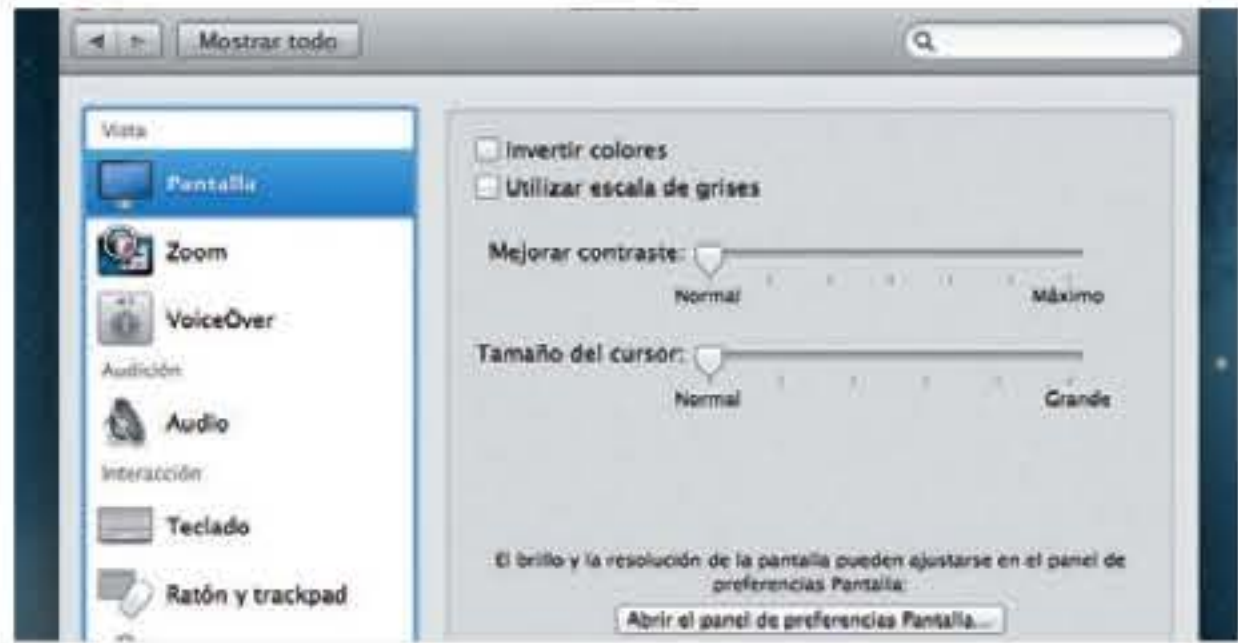 Mostrar todo
Vista
Pantalla
Zoom
VoiceOver
Audición
Audio
Interacción
Teclado
Ratón y trackpad
Invertir colores
Utilizar escala de grises
Mejorar contraste:
Normal Máximo
Tamaño del cursor:
Normal Grande
El brillo y la resolución de la pantalla pueden ajustarse en el panel de
preferencias Pantalla.
Abrir el panel de preferencias Pantalla...